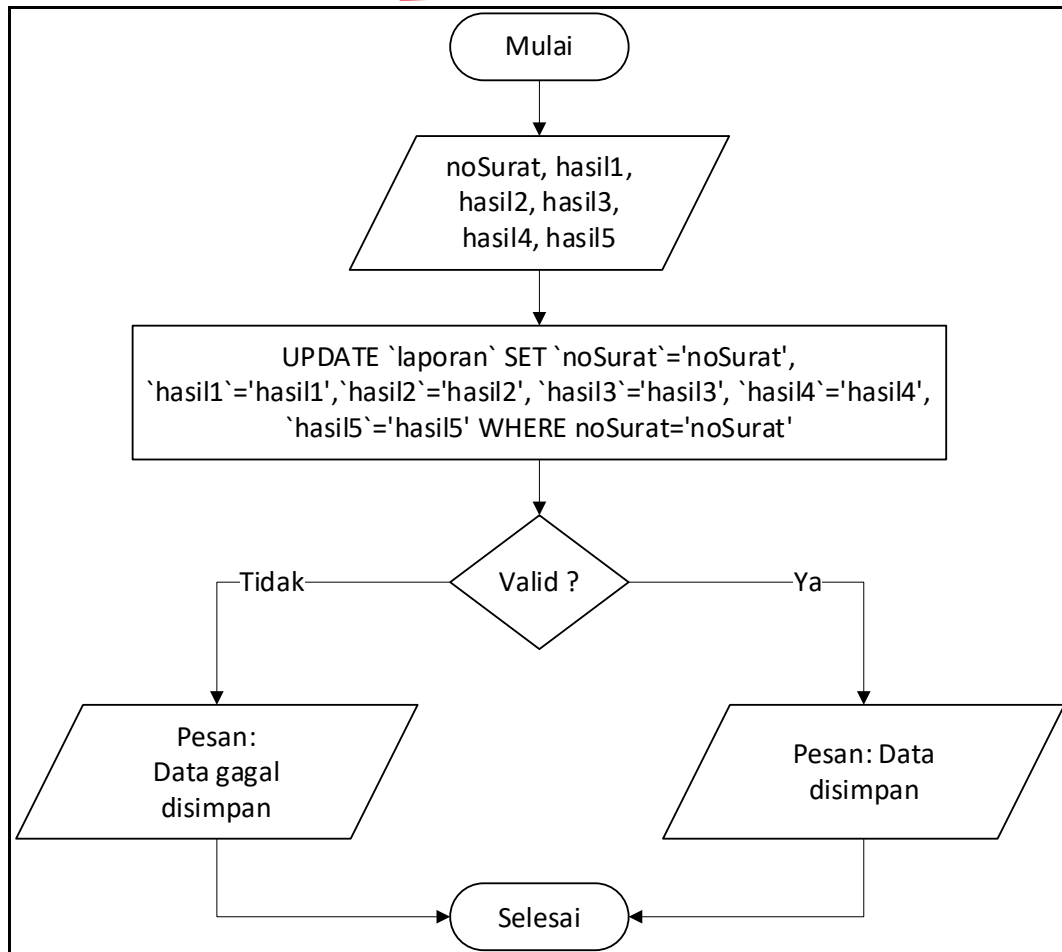 Mulai
noSurat, hasil1,
hasil2, hasil3,
hasil4, hasil5
UPDATE `laporan` SET `noSurat`='noSurat',
`hasil1`='hasil1',`hasil2`='hasil2', `hasil3`='hasil3', `hasil4`='hasil4',
`hasil5`='hasil5' WHERE noSurat='noSurat'
Valid ?
Tidak
Ya
Pesan:
Data gagal
disimpan
Pesan: Data
disimpan
Selesai